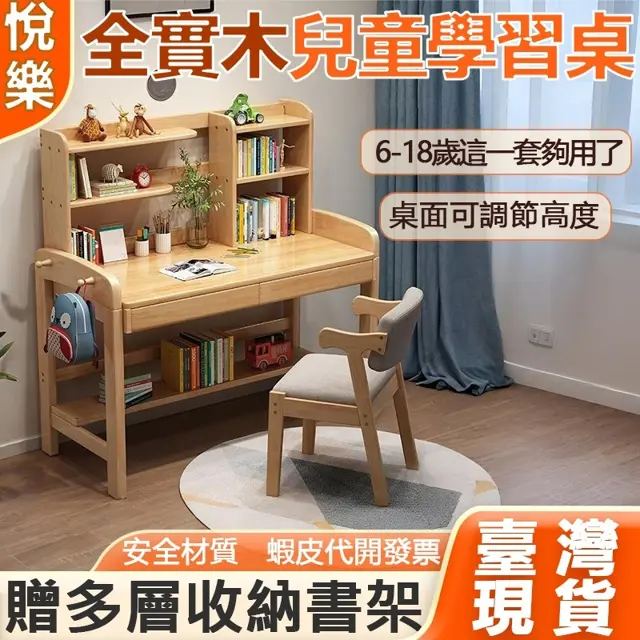 悅樂
全實木兒童學習桌
6-18歲這一套夠用了
桌面可調節高度
安全材質 蝦皮代開發票
贈多層收納書架
臺灣現貨